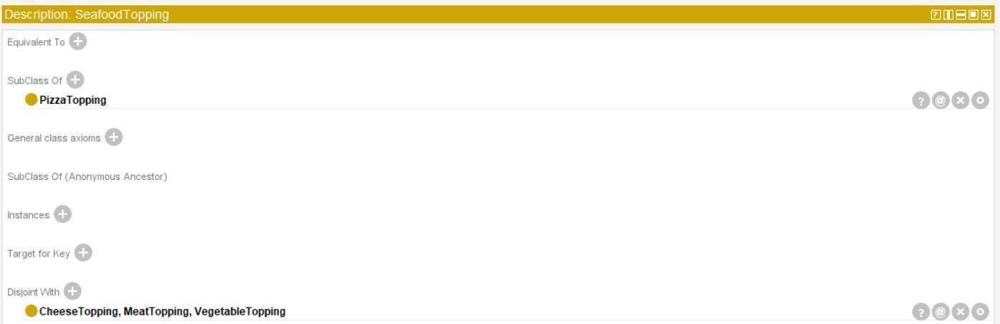 Description: SeafoodTopping
Equivalent To
SubClass Of
PizzaTopping
General class axioms
SubClass Of (Anonymous Ancestor)
Instances
Target for Key
Disjoint With
CheeseTopping, MeatTopping, VegetableTopping